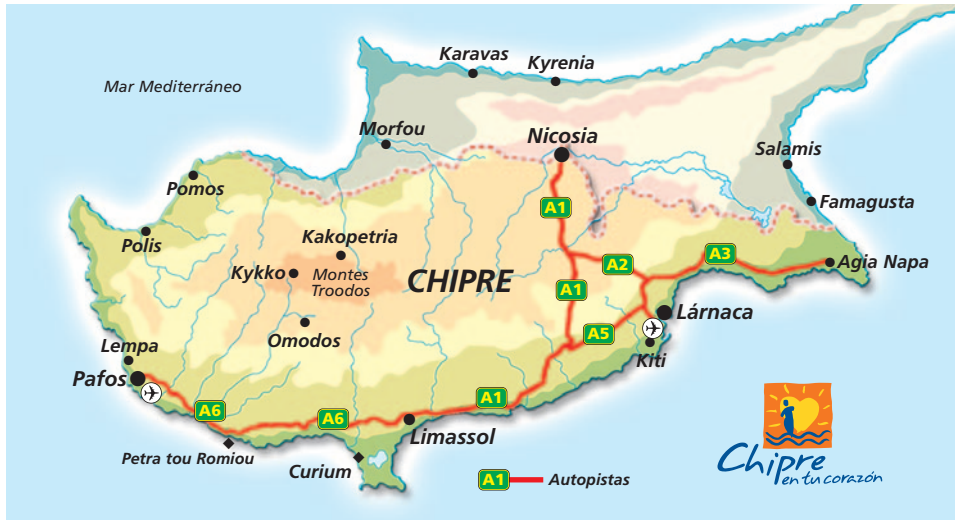 Karavas
Kyrenia
Mar Mediterráneo
Morfou
Nicosia
Salamis
Pomos
Famagusta
A1
Polis
Kakopetria
A2
A3
Agia Napa
Kykko
Montes
Troodos
CHIPRE
A1
Lárnaca
Omodos
A5
Lempa
Kiti
Pafos
A6
A6
A1
Limassol
Petra tou Romiou
Curium
A1 Autopistas
Chipre
en tu corazón